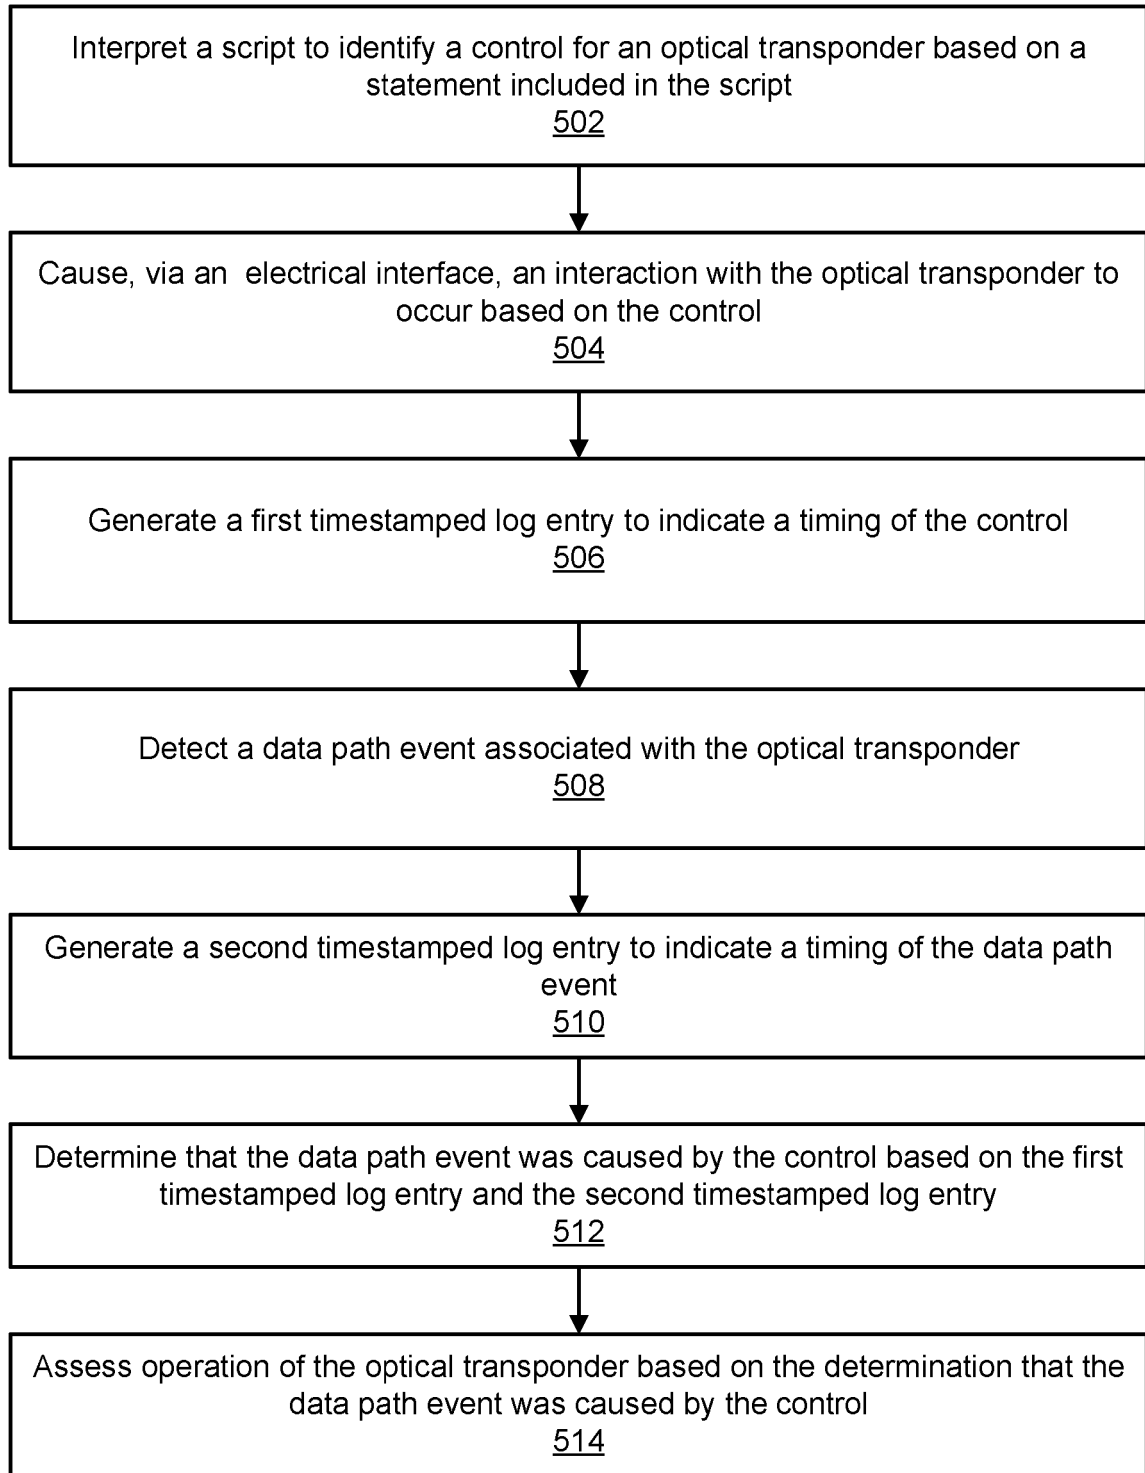 Interpret a script to identify a control for an optical transponder based on a
statement included in the script
502
Cause, via an  electrical interface, an interaction with the optical transponder to
occur based on the control
504
Generate a first timestamped log entry to indicate a timing of the control
506
Detect a data path event associated with the optical transponder
508
Generate a second timestamped log entry to indicate a timing of the data path
event
510
Determine that the data path event was caused by the control based on the first
timestamped log entry and the second timestamped log entry
512
Assess operation of the optical transponder based on the determination that the
data path event was caused by the control
514